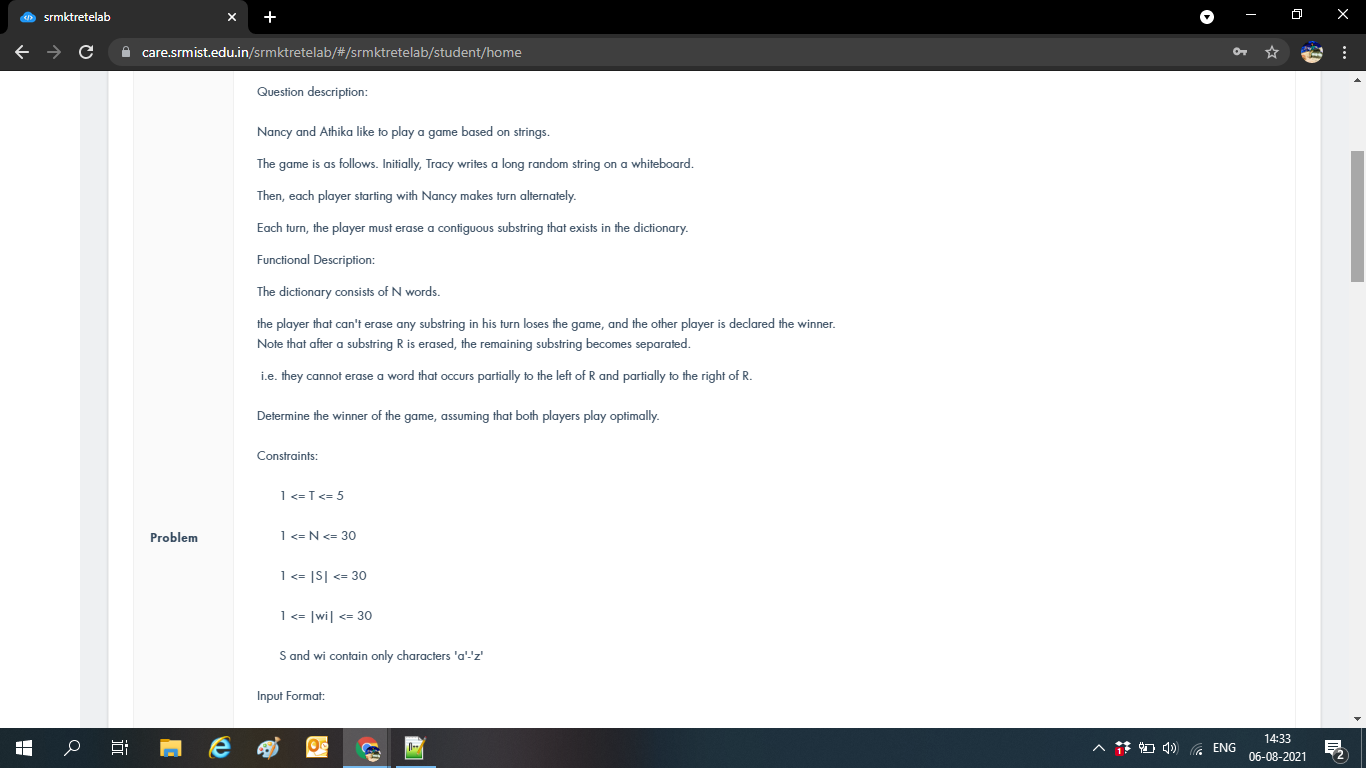 srmktretelab
care.srmist.edu.in/srmktretelab/#/srmktretelab/student/home
Question description:
Nancy and Athika like to play a game based on strings.
The game is as follows. Initially, Tracy writes a long random string on a whiteboard.
Then, each player starting with Nancy makes turn alternately.
Each turn, the player must erase a contiguous substring that exists in the dictionary.
Functional Description:
The dictionary consists of N words.
the player that can't erase any substring in his turn loses the game, and the other player is declared the winner.
Note that after a substring R is erased, the remaining substring becomes separated.
i.e. they cannot erase a word that occurs partially to the left of R and partially to the right of R.
Determine the winner of the game, assuming that both players play optimally.
Constraints:
1 <= T <= 5
Problem
1 <= N <= 30
1 <= |S| <= 30
1 <= |wi| <= 30
S and wi contain only characters 'a'-'z'
Input Format:
ENG
14:33
06-08-2021
2